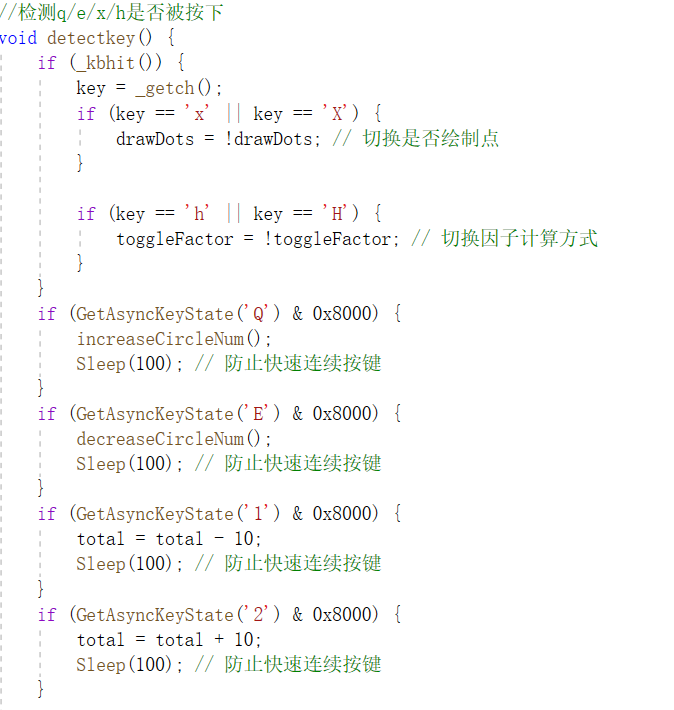 //检测q/e/x/h是否被按下
void detectkey() {
    if (_kbhit()) {
        key = _getch();
        if (key == 'x' || key == 'X') {
            drawDots = !drawDots; // 切换是否绘制点
        }

        if (key == 'h' || key == 'H') {
            toggleFactor = !toggleFactor; // 切换因子计算方式
        }
    }
    if (GetAsyncKeyState('Q') & 0x8000) {
        increaseCircleNum();
        Sleep(100); // 防止快速连续按键
    }
    if (GetAsyncKeyState('E') & 0x8000) {
        decreaseCircleNum();
        Sleep(100); // 防止快速连续按键
    }
    if (GetAsyncKeyState('1') & 0x8000) {
        total = total - 10;
        Sleep(100); // 防止快速连续按键
    }
    if (GetAsyncKeyState('2') & 0x8000) {
        total = total + 10;
        Sleep(100); // 防止快速连续按键
    }